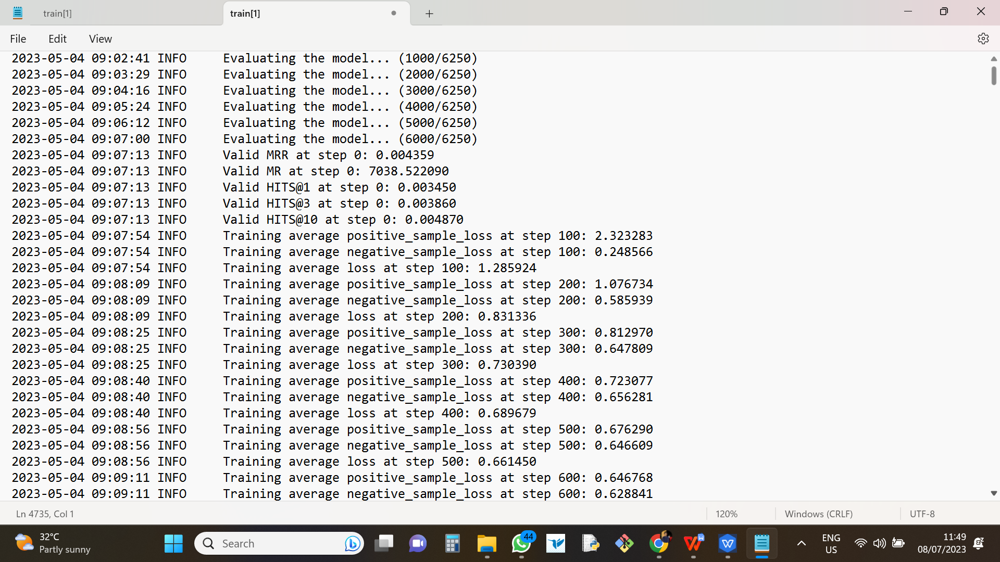 train[1]
train[1]
File Edit View
2023-05-04 09:02:41 INFO Evaluating the model... (1000/6250)
2023-05-04 09:03:29 INFO Evaluating the model... (2000/6250)
2023-05-04 09:04:16 INFO Evaluating the model... (3000/6250)
2023-05-04 09:05:24 INFO Evaluating the model... (4000/6250)
2023-05-04 09:06:12 INFO Evaluating the model... (5000/6250)
2023-05-04 09:07:00 INFO Evaluating the model... (6000/6250)
2023-05-04 09:07:13 INFO Valid MRR at step 0: 0.004359
2023-05-04 09:07:13 INFO Valid MR at step 0: 7038.522090
2023-05-04 09:07:13 INFO Valid HITS@1 at step 0: 0.003450
2023-05-04 09:07:13 INFO Valid HITS@3 at step 0: 0.003860
2023-05-04 09:07:13 INFO Valid HITS@10 at step 0: 0.004870
2023-05-04 09:07:54 INFO Training average positive_sample_loss at step 100: 2.323283
2023-05-04 09:07:54 INFO Training average negative_sample_loss at step 100: 0.248566
2023-05-04 09:07:54 INFO Training average loss at step 100: 1.285924
2023-05-04 09:08:09 INFO Training average positive_sample_loss at step 200: 1.076734
2023-05-04 09:08:09 INFO Training average negative_sample_loss at step 200: 0.585939
2023-05-04 09:08:09 INFO Training average loss at step 200: 0.831336
2023-05-04 09:08:25 INFO Training average positive_sample_loss at step 300: 0.812970
2023-05-04 09:08:25 INFO Training average negative_sample_loss at step 300: 0.647809
2023-05-04 09:08:25 INFO Training average loss at step 300: 0.730390
2023-05-04 09:08:40 INFO Training average positive_sample_loss at step 400: 0.723077
2023-05-04 09:08:40 INFO Training average negative_sample_loss at step 400: 0.656281
2023-05-04 09:08:40 INFO Training average loss at step 400: 0.689679
2023-05-04 09:08:56 INFO Training average positive_sample_loss at step 500: 0.676290
2023-05-04 09:08:56 INFO Training average negative_sample_loss at step 500: 0.646609
2023-05-04 09:08:56 INFO Training average loss at step 500: 0.661450
2023-05-04 09:09:11 INFO Training average positive_sample_loss at step 600: 0.646768
2023-05-04 09:09:11 INFO Training average negative_sample_loss at step 600: 0.628841
Ln 4735, Col 1 120% Windows (CRLF) UTF-8
32°C
Partly sunny
Search
44
ENG
US
11:49
08/07/2023